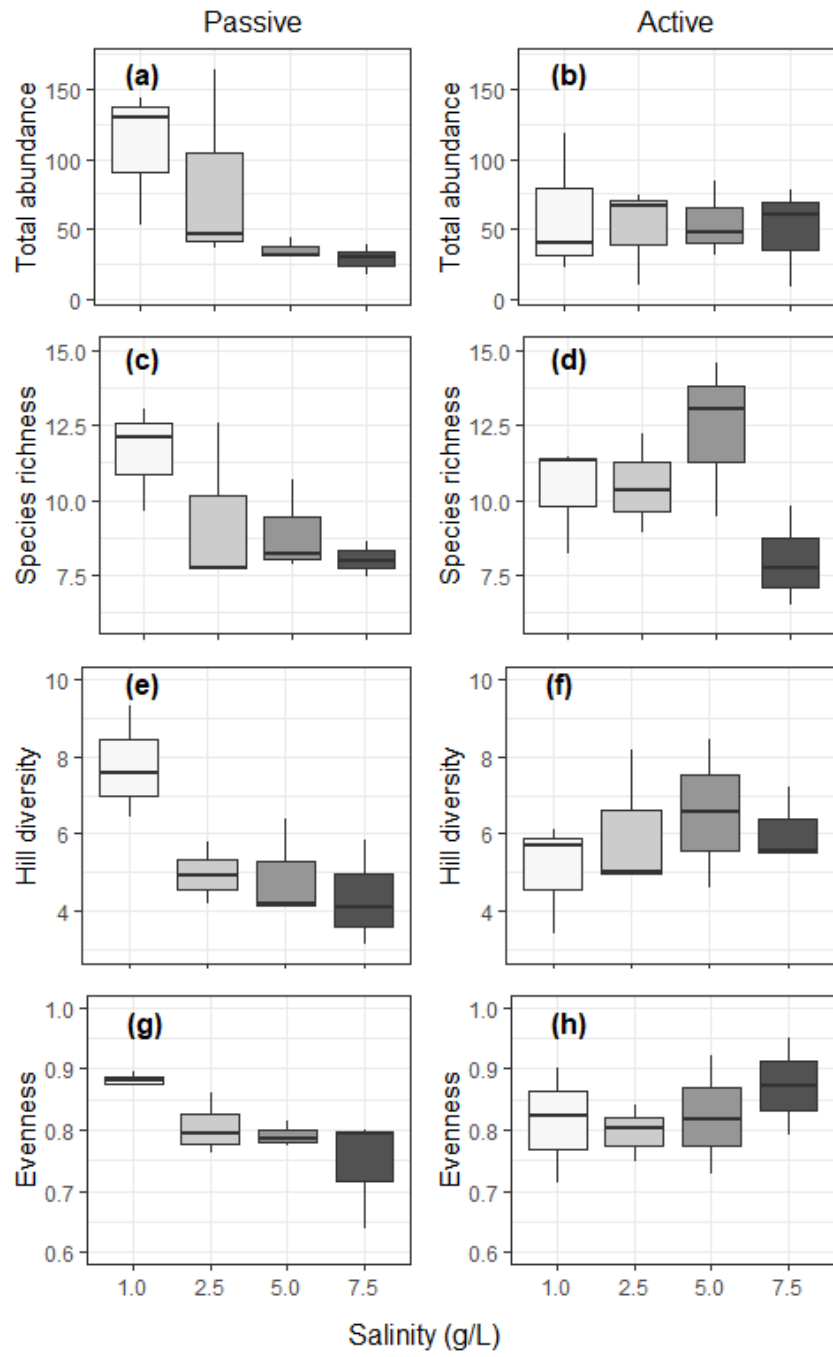 Passive Active
(a) (b)
Total abundance Total abundance
150 150
100 100
50 50
0 0
(c) (d)
Species richness Species richness
15.0 15.0
12.5 12.5
10.0 10.0
7.5 7.5
(e) (f)
Hill diversity Hill diversity
10 10
8 8
6 6
4 4
(g) (h)
Evenness Evenness
1.0 1.0
0.9 0.9
0.8 0.8
0.7 0.7
0.6 0.6
1.0 2.5 5.0 7.5 1.0 2.5 5.0 7.5
Salinity (g/L)